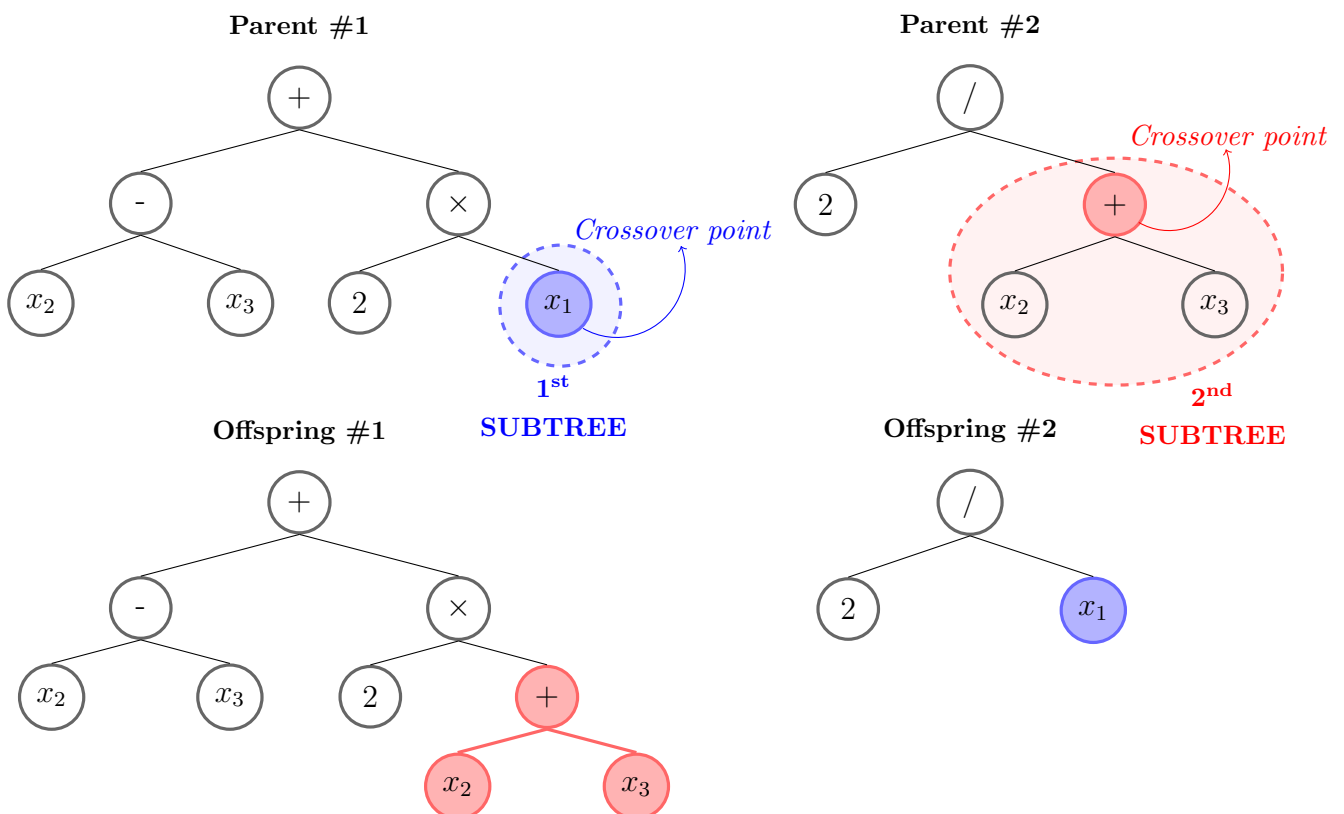 Parent #1
Parent #2
+
/
Crossover point
-
×
2
+
Crossover point
x₂
x₃
2
x₁
x₂
x₃
1ˢᵗ
SUBTREE
2ⁿᵈ
SUBTREE
Offspring #1
Offspring #2
+
/
-
×
2
x₁
x₂
x₃
2
+
x₂
x₃